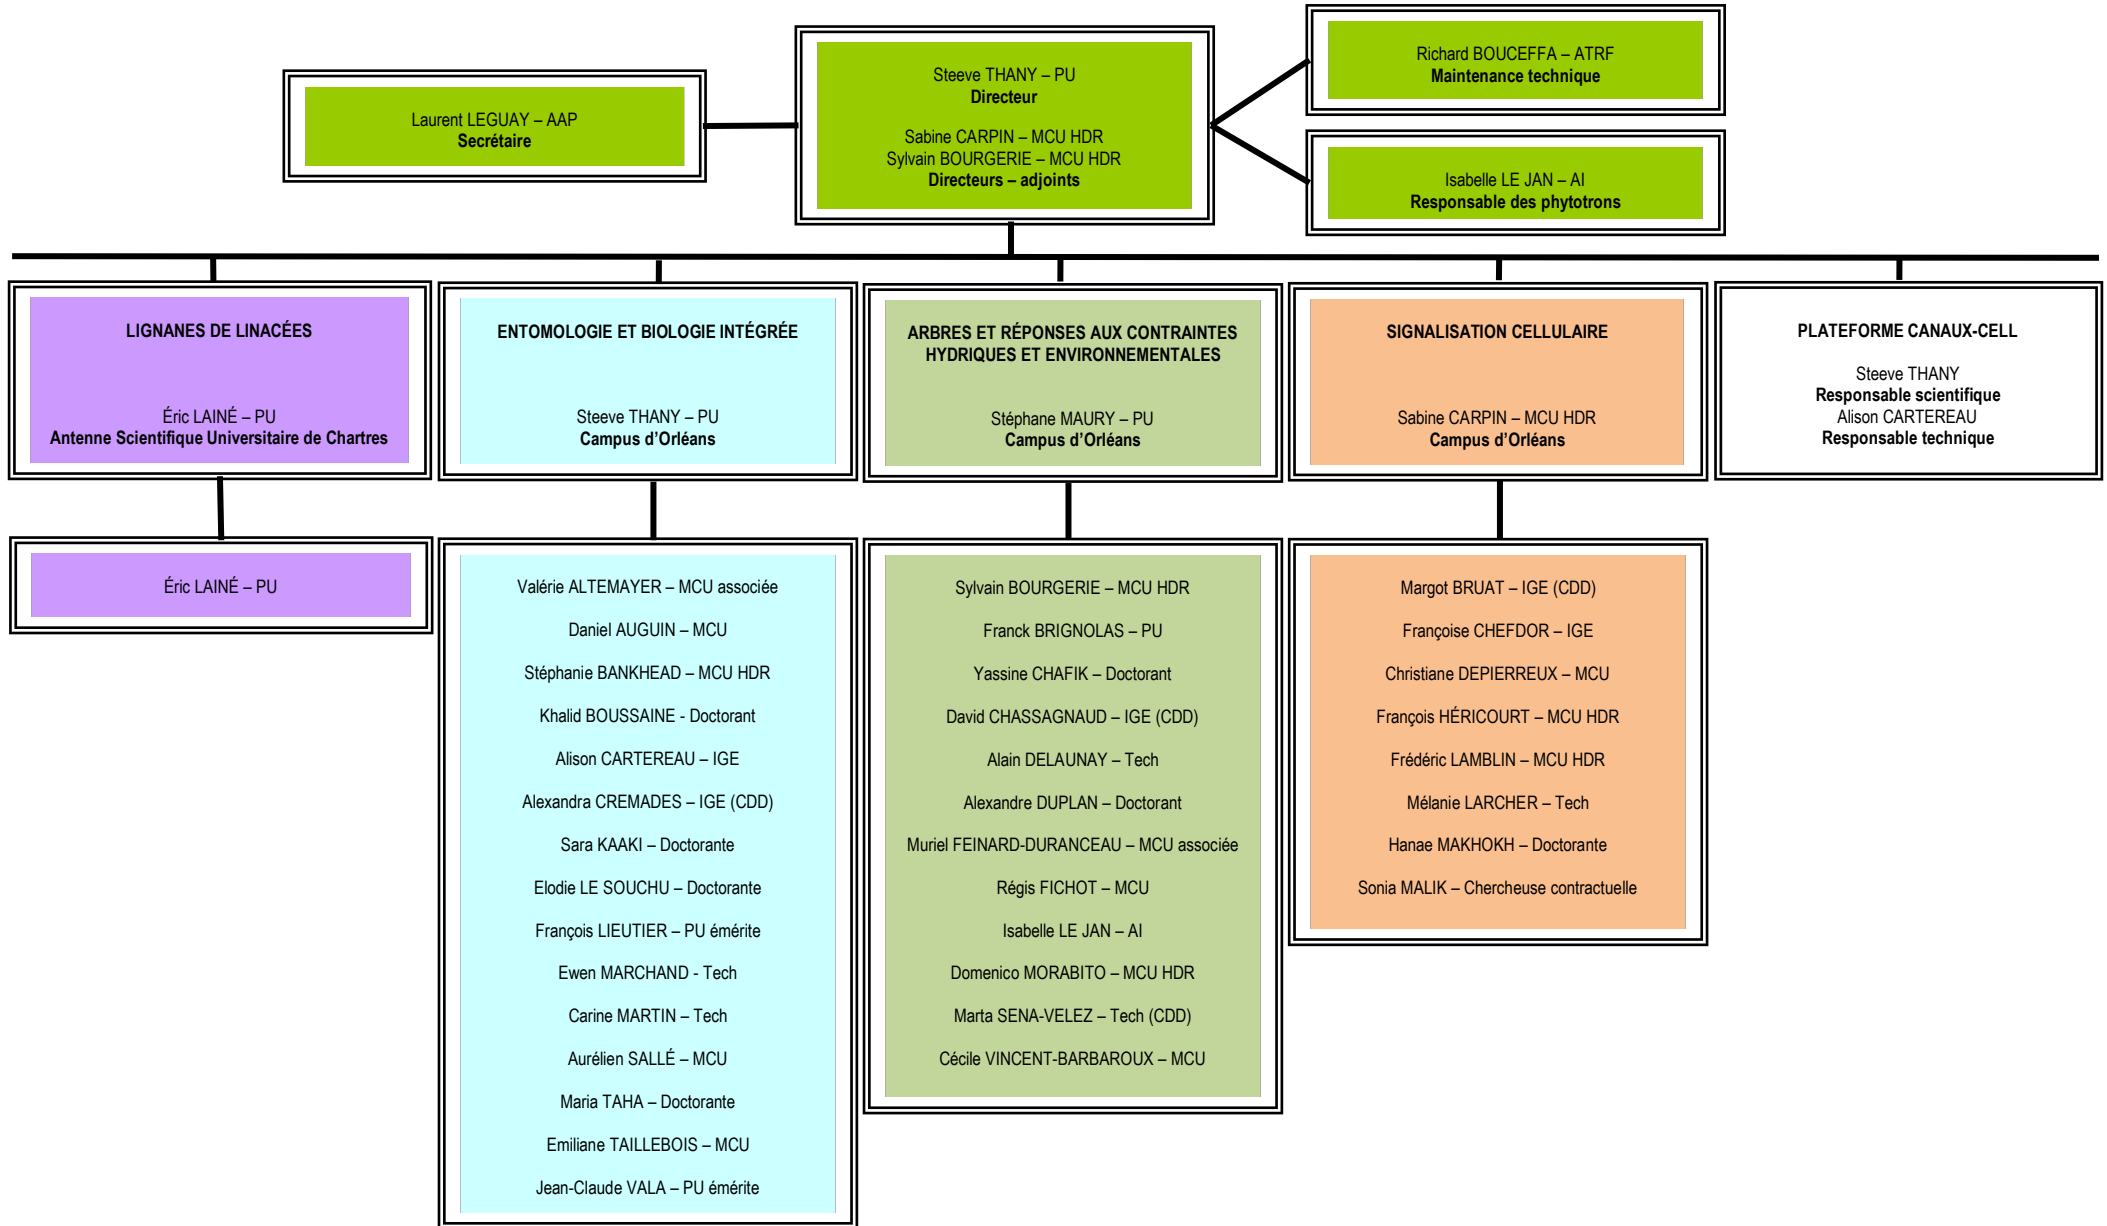 Laurent LEGUAY – AAP
Secrétaire
Steeve THANY – PU
Directeur
Sabine CARPIN – MCU HDR
Sylvain BOURGERIE – MCU HDR
Directeurs – adjoints
Richard BOUCEFFA – ATRF
Maintenance technique
Isabelle LE JAN – AI
Responsable des phytotrons
LIGNANES DE LINACÉES
Éric LAINÉ – PU
Antenne Scientifique Universitaire de Chartres
ENTOMOLOGIE ET BIOLOGIE INTÉGRÉE
Steeve THANY – PU
Campus d’Orléans
ARBRES ET RÉPONSES AUX CONTRAINTES
HYDRIQUES ET ENVIRONNEMENTALES
Stéphane MAURY – PU
Campus d’Orléans
SIGNALISATION CELLULAIRE
Sabine CARPIN – MCU HDR
Campus d’Orléans
PLATEFORME CANAUX-CELL
Steeve THANY
Responsable scientifique
Alison CARTEREAU
Responsable technique
Éric LAINÉ – PU
Valérie ALTEMAYER – MCU associée
Daniel AUGUIN – MCU
Stéphanie BANKHEAD – MCU HDR
Khalid BOUSSAINE - Doctorant
Alison CARTEREAU – IGE
Alexandra CREMADES – IGE (CDD)
Sara KAAKI – Doctorante
Elodie LE SOUCHU – Doctorante
François LIEUTIER – PU émérite
Ewen MARCHAND - Tech
Carine MARTIN – Tech
Aurélien SALLÉ – MCU
Maria TAHA – Doctorante
Emiliane TAILLEBOIS – MCU
Jean-Claude VALA – PU émérite
Sylvain BOURGERIE – MCU HDR
Franck BRIGNOLAS – PU
Yassine CHAFIK – Doctorant
David CHASSAGNAUD – IGE (CDD)
Alain DELAUNAY – Tech
Alexandre DUPLAN – Doctorant
Muriel FEINARD-DURANCEAU – MCU associée
Régis FICHOT – MCU
Isabelle LE JAN – AI
Domenico MORABITO – MCU HDR
Marta SENA-VELEZ – Tech (CDD)
Cécile VINCENT-BARBAROUX – MCU
Margot BRUAT – IGE (CDD)
Françoise CHEFDOR – IGE
Christiane DEPIERREUX – MCU
François HÉRICOURT – MCU HDR
Frédéric LAMBLIN – MCU HDR
Mélanie LARCHER – Tech
Hanae MAKHOKH – Doctorante
Sonia MALIK – Chercheuse contractuelle